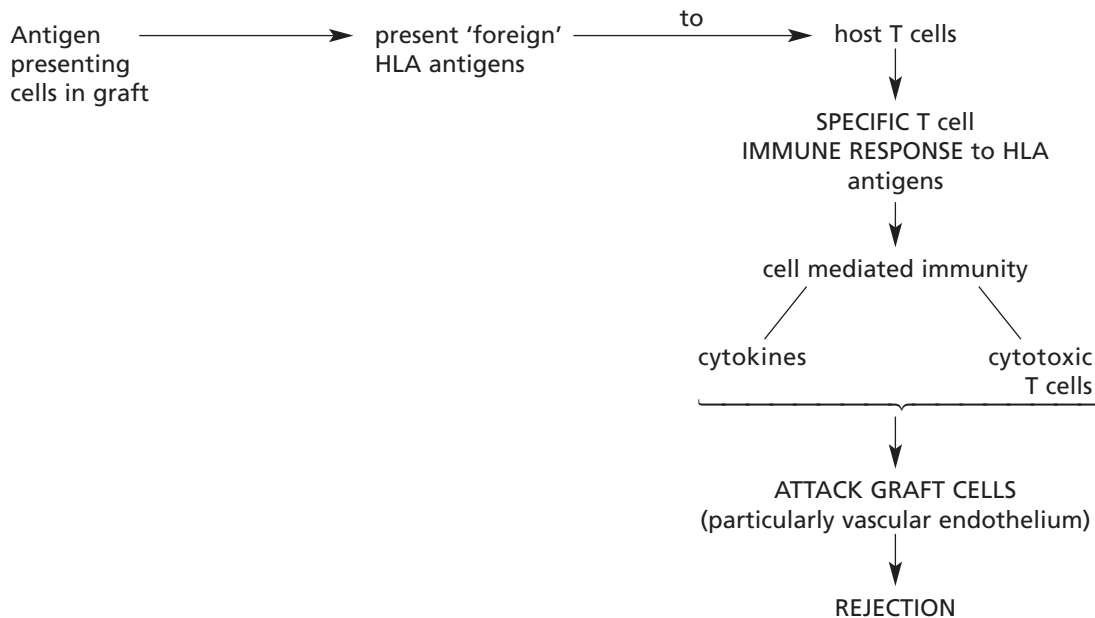 to
Antigen
presenting
cells in graft
present ‘foreign’
HLA antigens
host T cells
SPECIFIC T cell
IMMUNE RESPONSE to HLA
antigens
cell mediated immunity
cytokines
cytotoxic
T cells
ATTACK GRAFT CELLS
(particularly vascular endothelium)
REJECTION